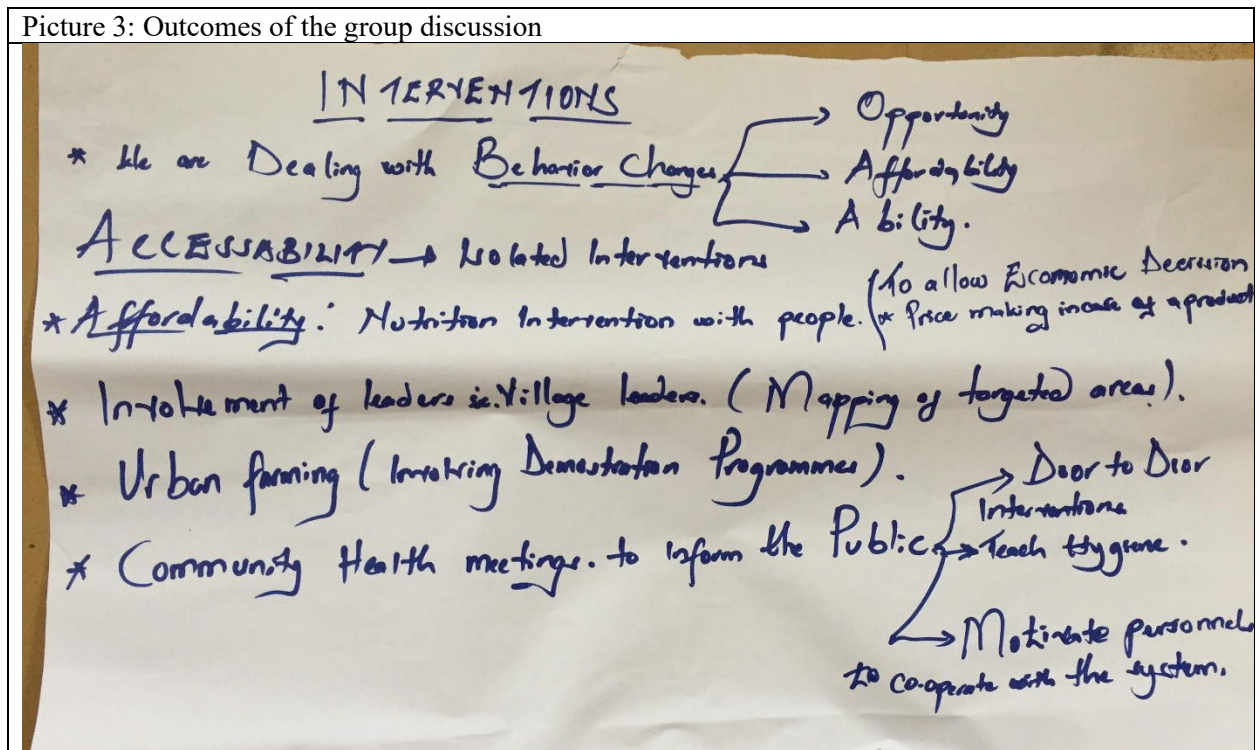 Picture 3: Outcomes of the group discussion
INTERVENTIONS
* We are Dealing with Behavior Changes → Opportunity
→ Affordability
→ Ability.
ACCESSABILITY → Isolated Interventions
* Affordability: Nutrition Intervention with people. (To allow Economic Decision
* Price making incase of a product
* Involvement of leaders ie. Village leaders. (Mapping of targeted areas).
* Urban farming (Involving Demostration Programmes).
* Community Health meetings. to inform the Public → Door to Door
Interventions
→ Teach Hygiene.
→ Motivate personnel
to co-operate with the system.